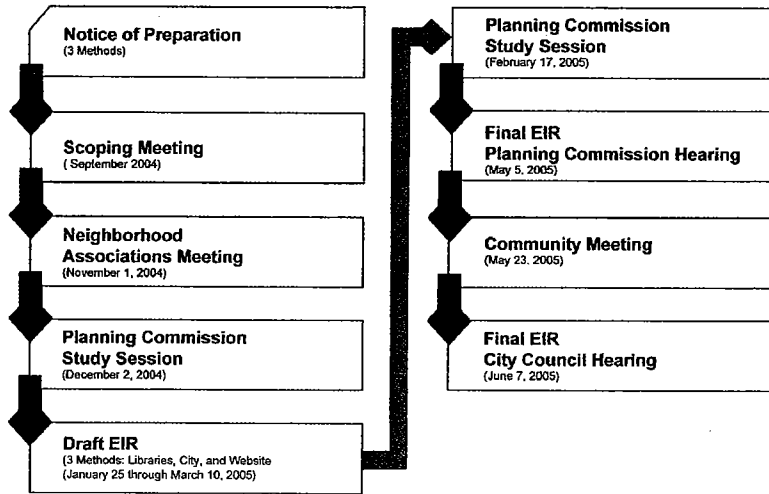 Notice of Preparation
(3 Methods)
Scoping Meeting
( September 2004)
Neighborhood
Associations Meeting
(November 1, 2004)
Planning Commission
Study Session
(December 2, 2004)
Draft EIR
(3 Methods: Libraries, City, and Website
(January 25 through March 10, 2005)
Planning Commission
Study Session
(February 17, 2005)
Final EIR
Planning Commission Hearing
(May 5, 2005)
Community Meeting
(May 23, 2005)
Final EIR
City Council Hearing
(June 7, 2005)